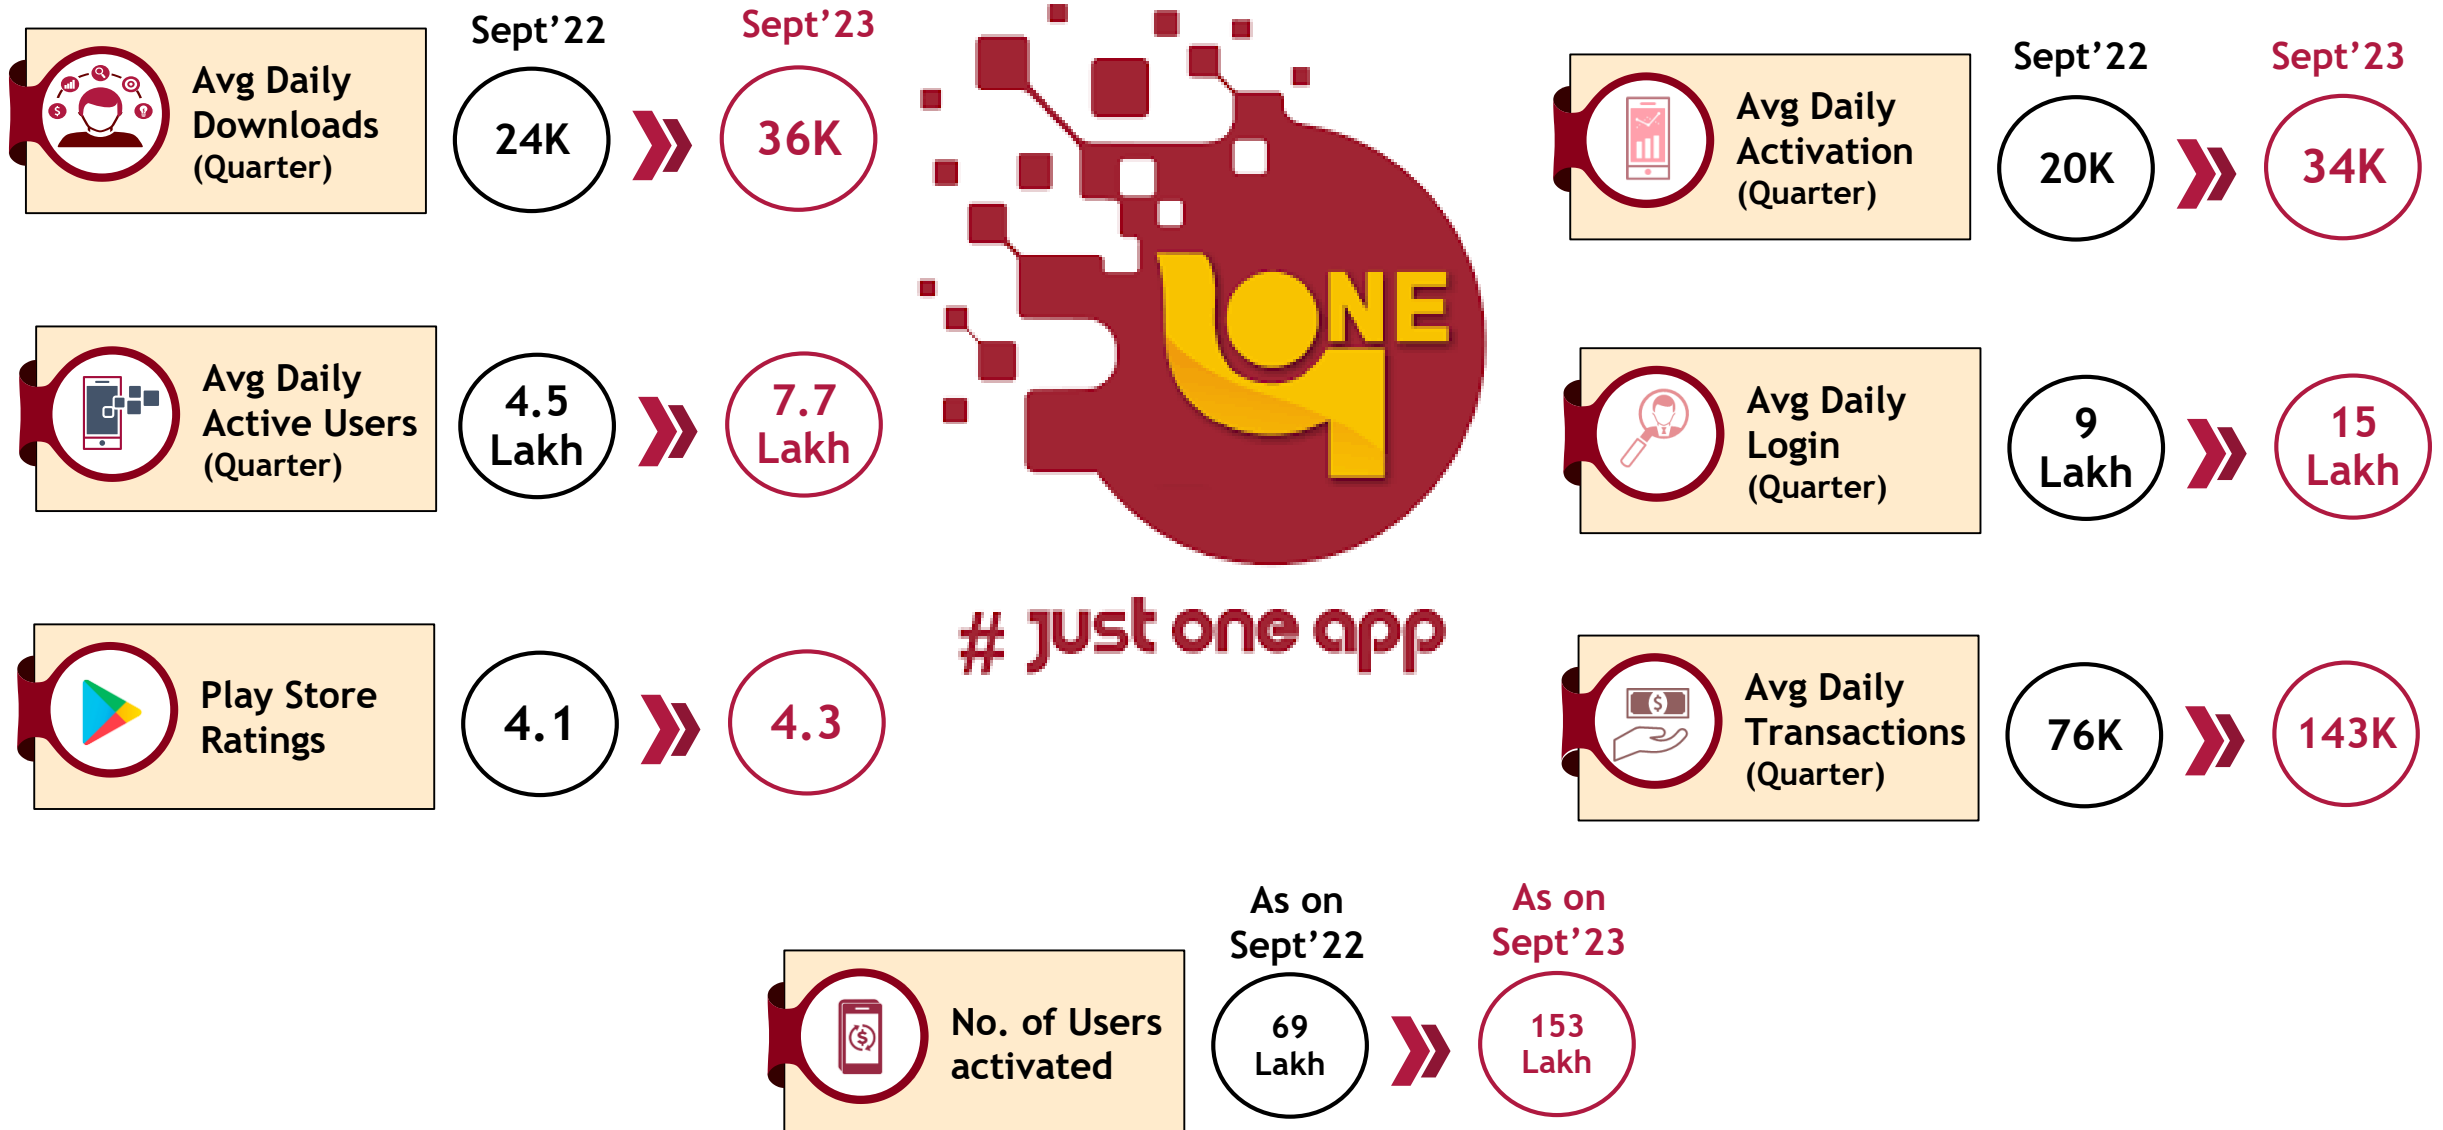 Sept’22
Sept’23
Avg Daily
Downloads
(Quarter)
24K
36K
Avg Daily
Active Users
(Quarter)
4.5
Lakh
7.7
Lakh
Play Store
Ratings
4.1
4.3
ONE
# just one app
Sept’22
Sept’23
Avg Daily
Activation
(Quarter)
20K
34K
Avg Daily
Login
(Quarter)
9
Lakh
15
Lakh
Avg Daily
Transactions
(Quarter)
76K
143K
As on
Sept’22
As on
Sept’23
No. of Users
activated
69
Lakh
153
Lakh